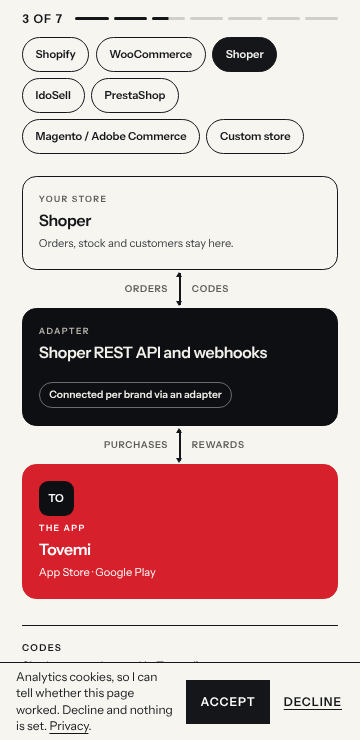 3 OF 7
Shopify
WooCommerce
Shoper
IdoSell
PrestaShop
Magento / Adobe Commerce
Custom store
YOUR STORE
Shoper
Orders, stock and customers stay here.
ORDERS
CODES
ADAPTER
Shoper REST API and webhooks
Connected per brand via an adapter
PURCHASES
REWARDS
TO
THE APP
Tovemi
App Store · Google Play
CODES
Analytics cookies, so I can
tell whether this page
worked. Decline and nothing
is set. Privacy.
ACCEPT
DECLINE